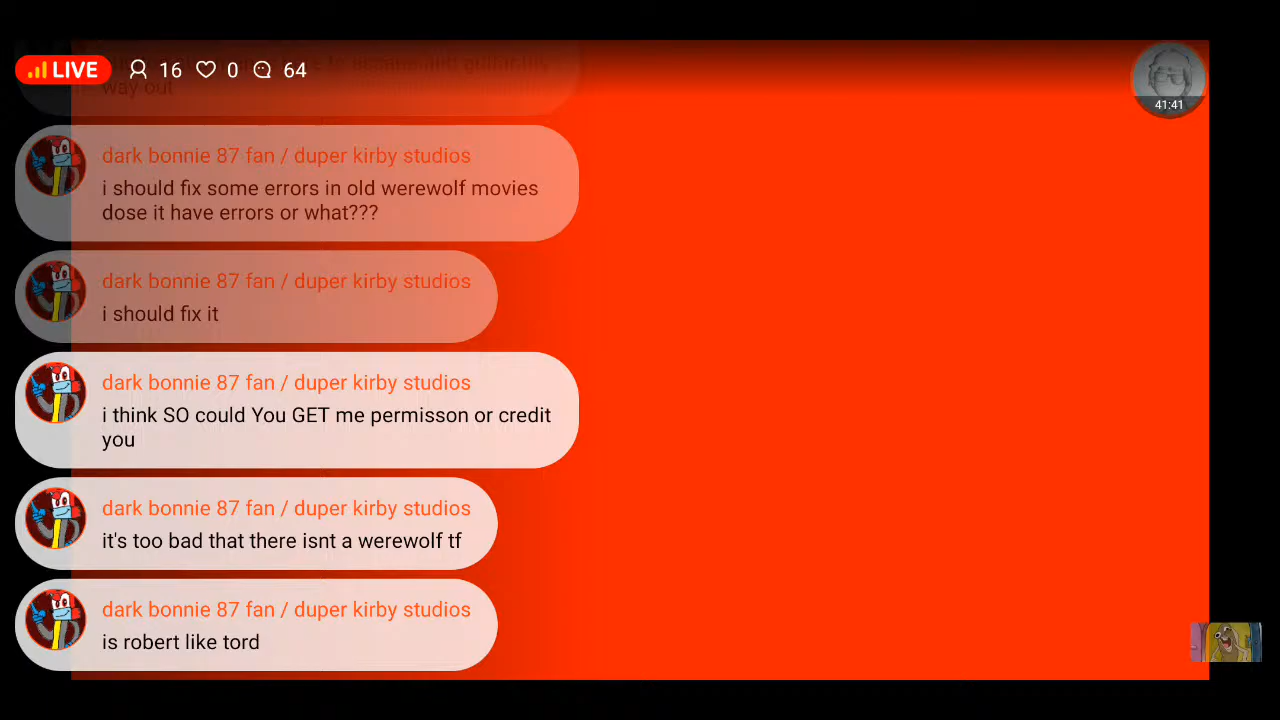 LIVE 16 0 64
41:41
way out
dark bonnie 87 fan / duper kirby studios
i should fix some errors in old werewolf movies
dose it have errors or what???
dark bonnie 87 fan / duper kirby studios
i should fix it
dark bonnie 87 fan / duper kirby studios
i think SO could You GET me permisson or credit
you
dark bonnie 87 fan / duper kirby studios
it's too bad that there isnt a werewolf tf
dark bonnie 87 fan / duper kirby studios
is robert like tord